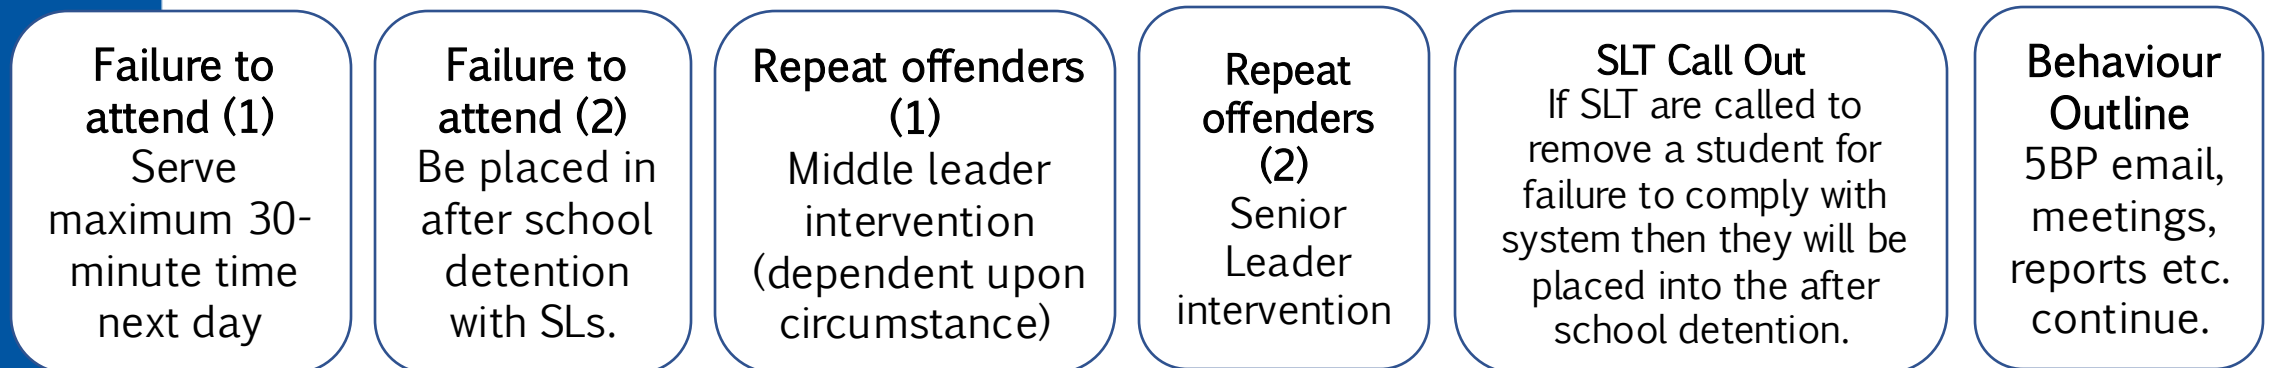 Failure to
attend (1)
Serve
maximum 30-
minute time
next day
Failure to
attend (2)
Be placed in
after school
detention
with SLs.
Repeat offenders
(1)
Middle leader
intervention
(dependent upon
circumstance)
Repeat
offenders
(2)
Senior
Leader
intervention
SLT Call Out
If SLT are called to
remove a student for
failure to comply with
system then they will be
placed into the after
school detention.
Behaviour
Outline
5BP email,
meetings,
reports etc.
continue.